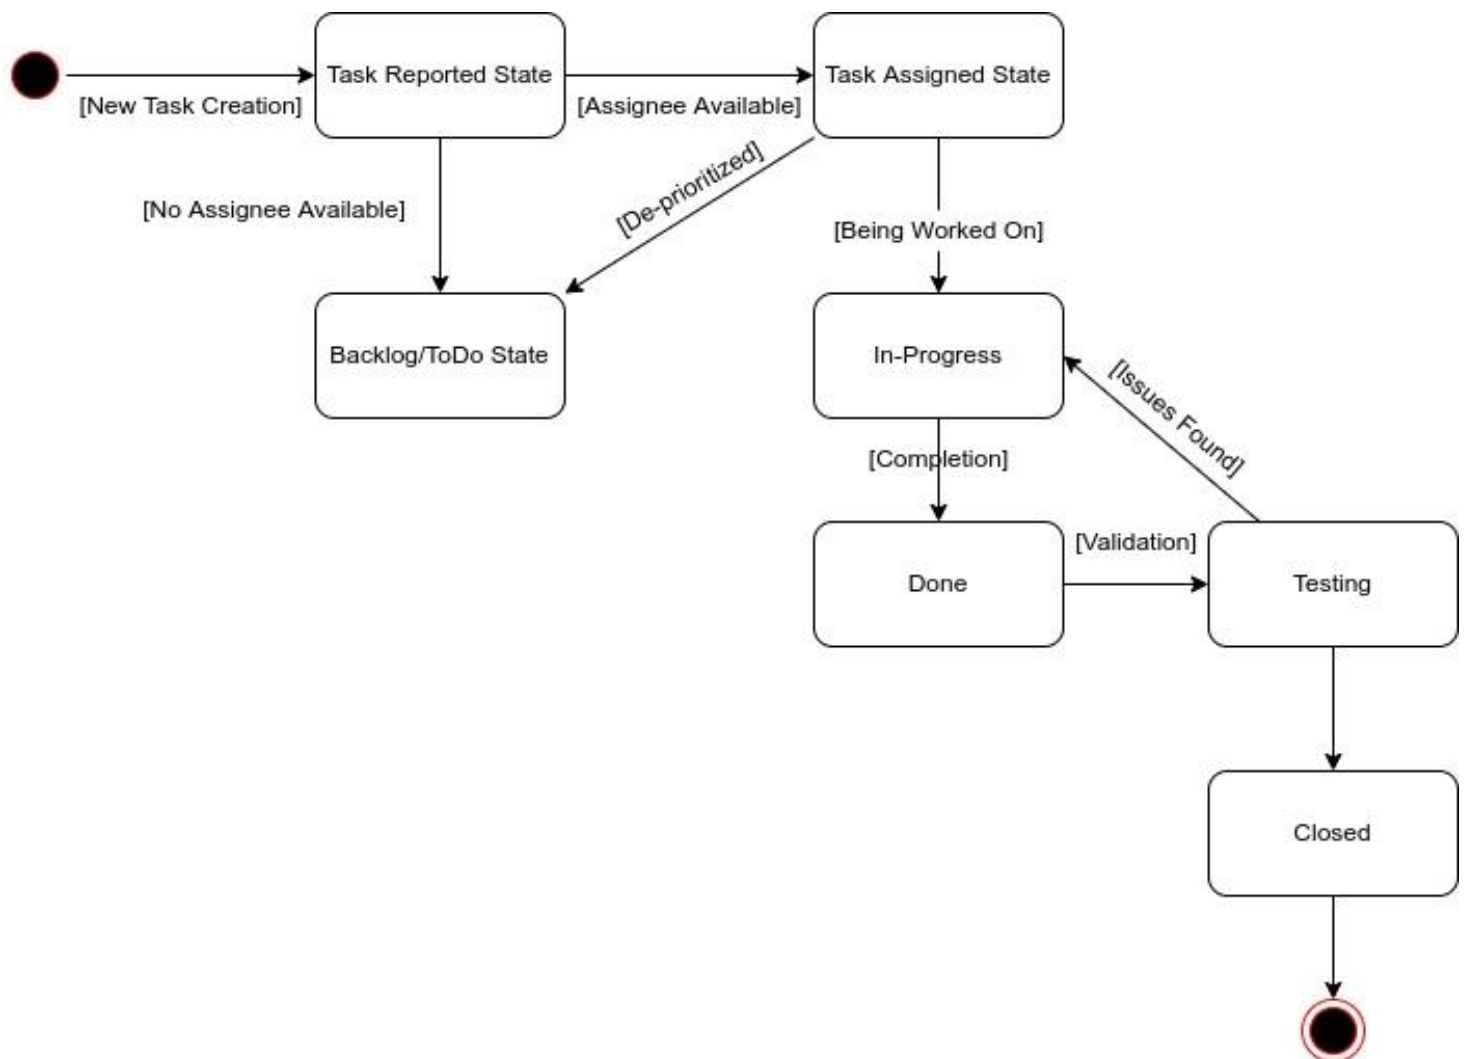 Task Reported State
Task Assigned State
[New Task Creation]
[Assignee Available]
[De-prioritized]
[No Assignee Available]
[Being Worked On]
Backlog/ToDo State
In-Progress
[Issues Found]
[Completion]
[Validation]
Done
Testing
Closed